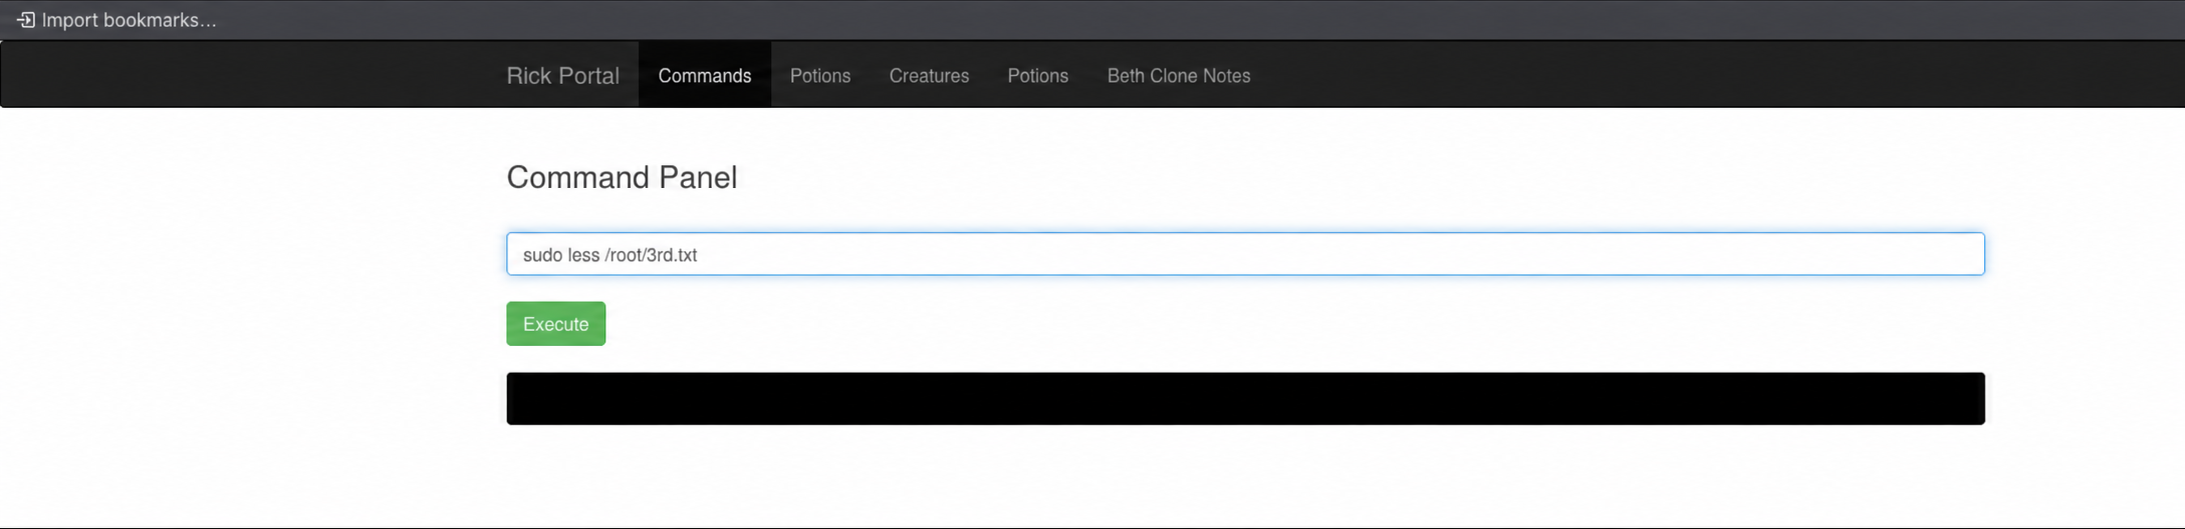 Import bookmarks...
Rick Portal Commands Potions Creatures Potions Beth Clone Notes
Command Panel
sudo less /root/3rd.txt
Execute